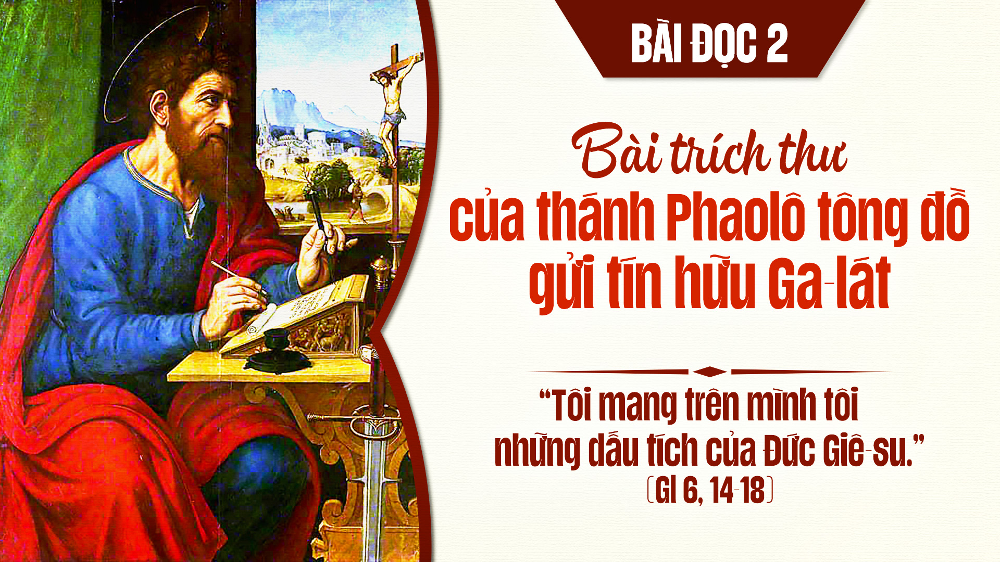 BÀI ĐỌC 2
Bài trích thư
của thánh Phaolô tông đồ
gửi tín hữu Ga-lát
“Tôi mang trên mình tôi
những dấu tích của Đức Giê-su.”
(Gl 6, 14-18)